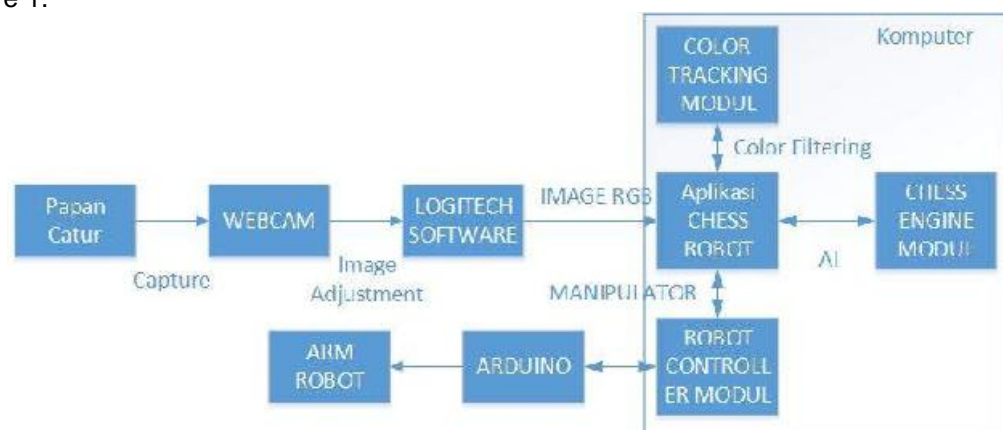 e 1.
Komputer
COLOR
TRACKING
MODUL
Color Filtering
Papan
Catur
WEBCAM
LOGITECH
SOFTWARE
IMAGE RGB
Aplikasi
CHESS
ROBOT
CHESS
ENGINE
MODUL
Capture
Image
Adjustment
AI
MANIPULATOR
ARM
ROBOT
ARDUINO
ROBOT
CONTROLL
ER MODUL